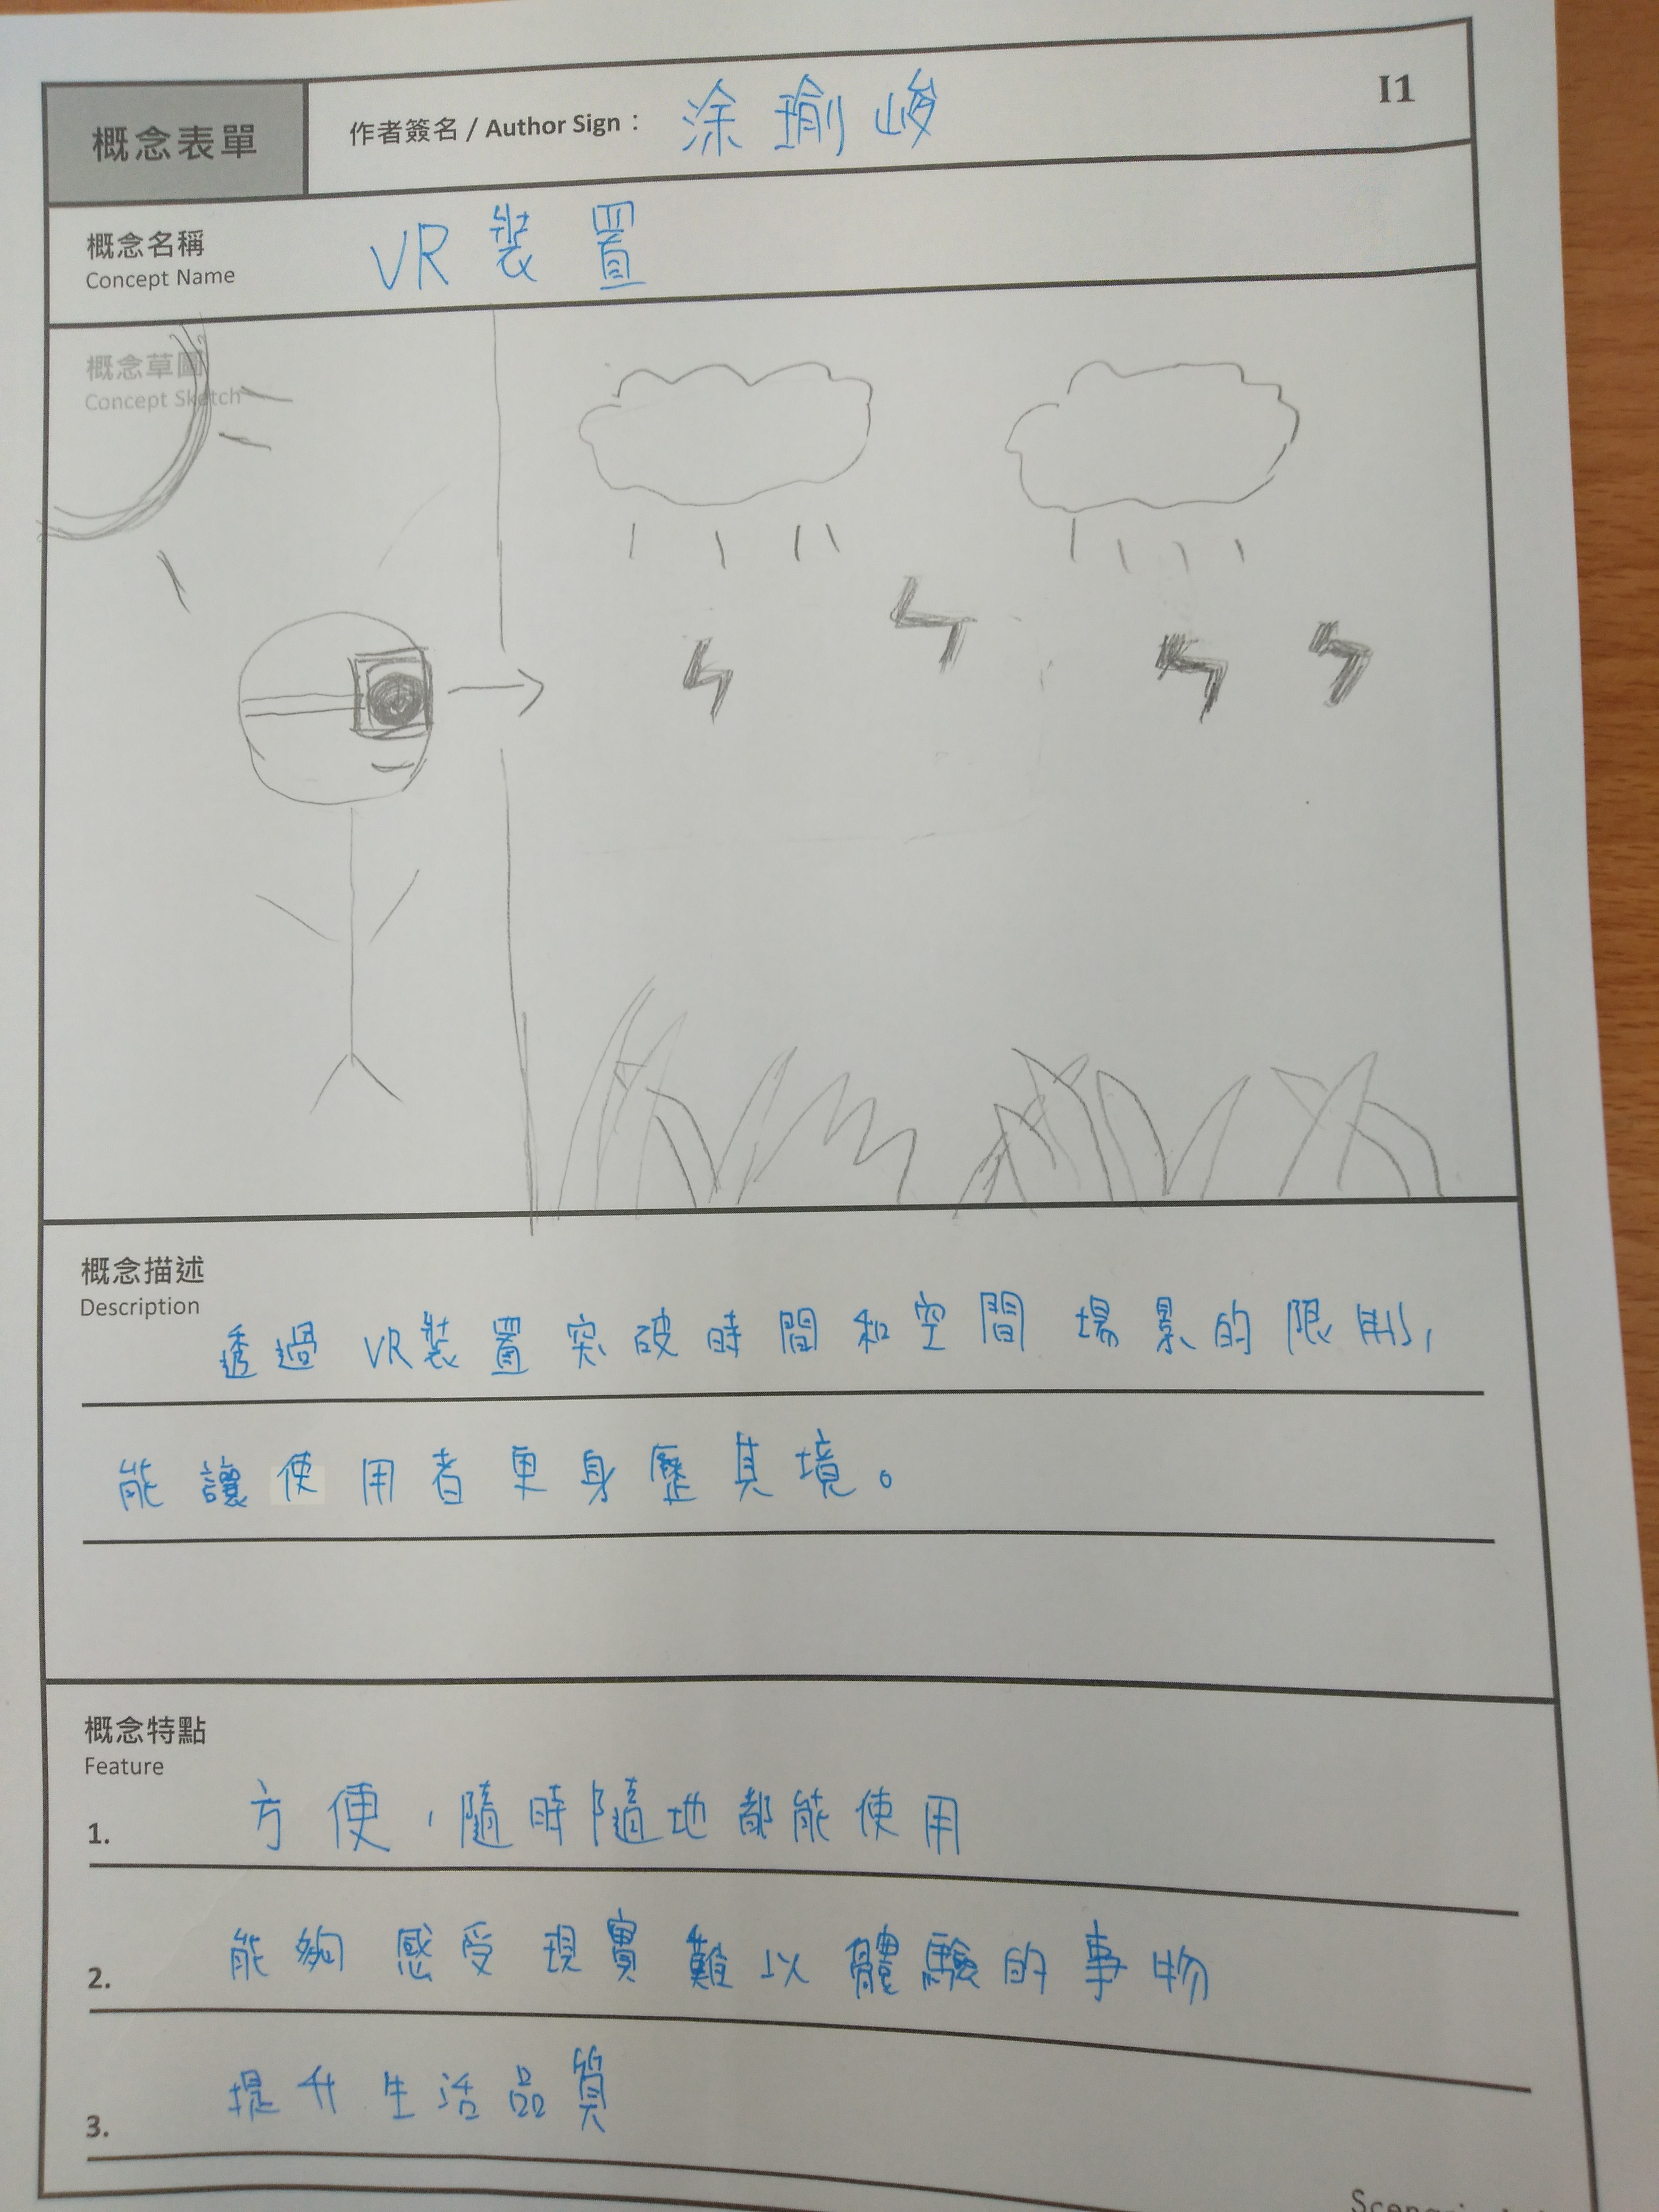 概念表單
作者簽名 / Author Sign：涂瑜峻
I1
概念名稱
Concept Name
VR裝置
概念草圖
Concept Sketch
概念描述
Description
透過VR裝置突破時間和空間場景的限制，
能讓使用者更身歷其境。
概念特點
Feature
1. 方便，隨時隨地都能使用
2. 能夠感受現實難以體驗的事物
3. 提升生活品質